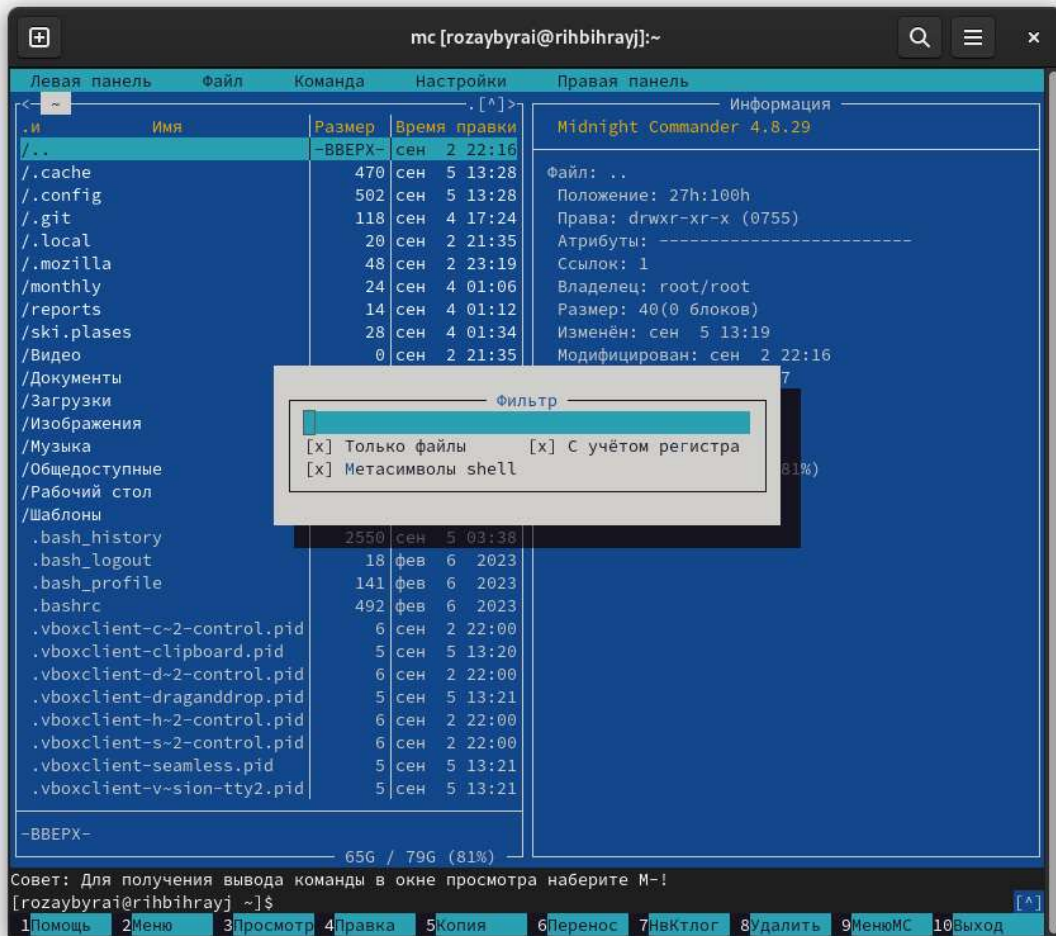 mc [rozaybyrai@rihbihrayj]:~
Левая панель Файл Команда Настройки Правая панель
<- ~ .[^]>
.и Имя Размер Время правки
/.. -ВВЕРХ- сен 2 22:16
/.cache 470 сен 5 13:28
/.config 502 сен 5 13:28
/.git 118 сен 4 17:24
/.local 20 сен 2 21:35
/.mozilla 48 сен 2 23:19
/monthly 24 сен 4 01:06
/reports 14 сен 4 01:12
/ski.plases 28 сен 4 01:34
/Видео 0 сен 2 21:35
/Документы
/Загрузки
/Изображения
/Музыка
/Общедоступные
/Рабочий стол
/Шаблоны
.bash_history 2550 сен 5 03:38
.bash_logout 18 фев 6 2023
.bash_profile 141 фев 6 2023
.bashrc 492 фев 6 2023
.vboxclient-c~2-control.pid 6 сен 2 22:00
.vboxclient-clipboard.pid 5 сен 5 13:20
.vboxclient-d~2-control.pid 6 сен 2 22:00
.vboxclient-draganddrop.pid 5 сен 5 13:21
.vboxclient-h~2-control.pid 6 сен 2 22:00
.vboxclient-s~2-control.pid 6 сен 2 22:00
.vboxclient-seamless.pid 5 сен 5 13:21
.vboxclient-v~sion-tty2.pid 5 сен 5 13:21
-ВВЕРХ-
65G / 79G (81%)
Информация
Midnight Commander 4.8.29
Файл: ..
Положение: 27h:100h
Права: drwxr-xr-x (0755)
Атрибуты: -------------------------
Ссылок: 1
Владелец: root/root
Размер: 40(0 блоков)
Изменён: сен 5 13:19
Модифицирован: сен 2 22:16
7
81%)
Фильтр
[x] Только файлы [x] С учётом регистра
[x] Метасимволы shell
Совет: Для получения вывода команды в окне просмотра наберите M-!
[rozaybyrai@rihbihrayj ~]$ [^]
1Помощь 2Меню 3Просмотр 4Правка 5Копия 6Перенос 7НвКтлог 8Удалить 9МенюMC 10Выход